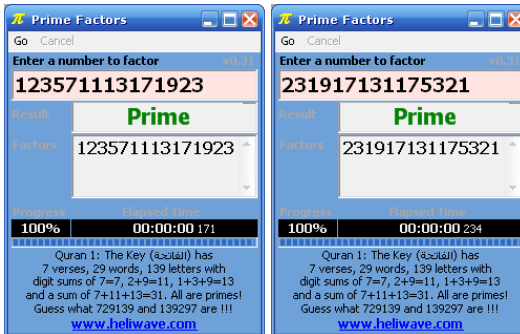 Prime Factors
Go Cancel
Enter a number to factor v0.31
123571113171923
Result Prime
Factors 123571113171923
Progress Elapsed Time
100% 00:00:00 171
Quran 1: The Key (الفاتحة) has
7 verses, 29 words, 139 letters with
digit sums of 7=7, 2+9=11, 1+3+9=13
and a sum of 7+11+13=31. All are primes!
Guess what 729139 and 139297 are !!!
www.heliwave.com
Prime Factors
Go Cancel
Enter a number to factor v0.31
231917131175321
Result Prime
Factors 231917131175321
Progress Elapsed Time
100% 00:00:00 234
Quran 1: The Key (الفاتحة) has
7 verses, 29 words, 139 letters with
digit sums of 7=7, 2+9=11, 1+3+9=13
and a sum of 7+11+13=31. All are primes!
Guess what 729139 and 139297 are !!!
www.heliwave.com